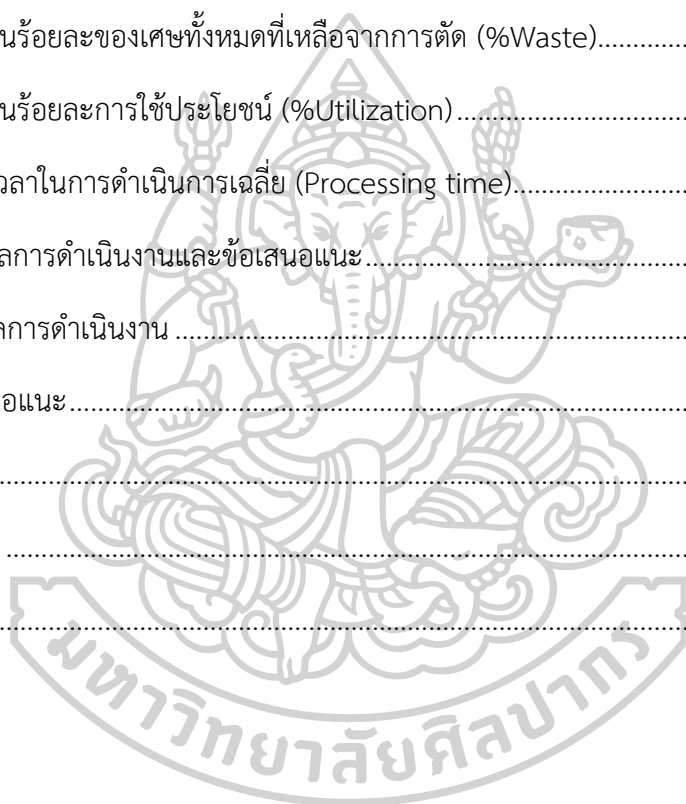 นร้อยละของเศษทั้งหมดที่เหลือจากการตัด (%Waste)..............
นร้อยละการใช้ประโยชน์ (%Utilization)....................................
วลาในการดำเนินการเฉลี่ย (Processing time)...........................
ลการดำเนินงานและข้อเสนอแนะ..................................................
ลการดำเนินงาน................................................................................
อแนะ................................................................................................
...........................................................................................................
...........................................................................................................
...........................................................................................................
มหาวิทยาลัยศิลปากร